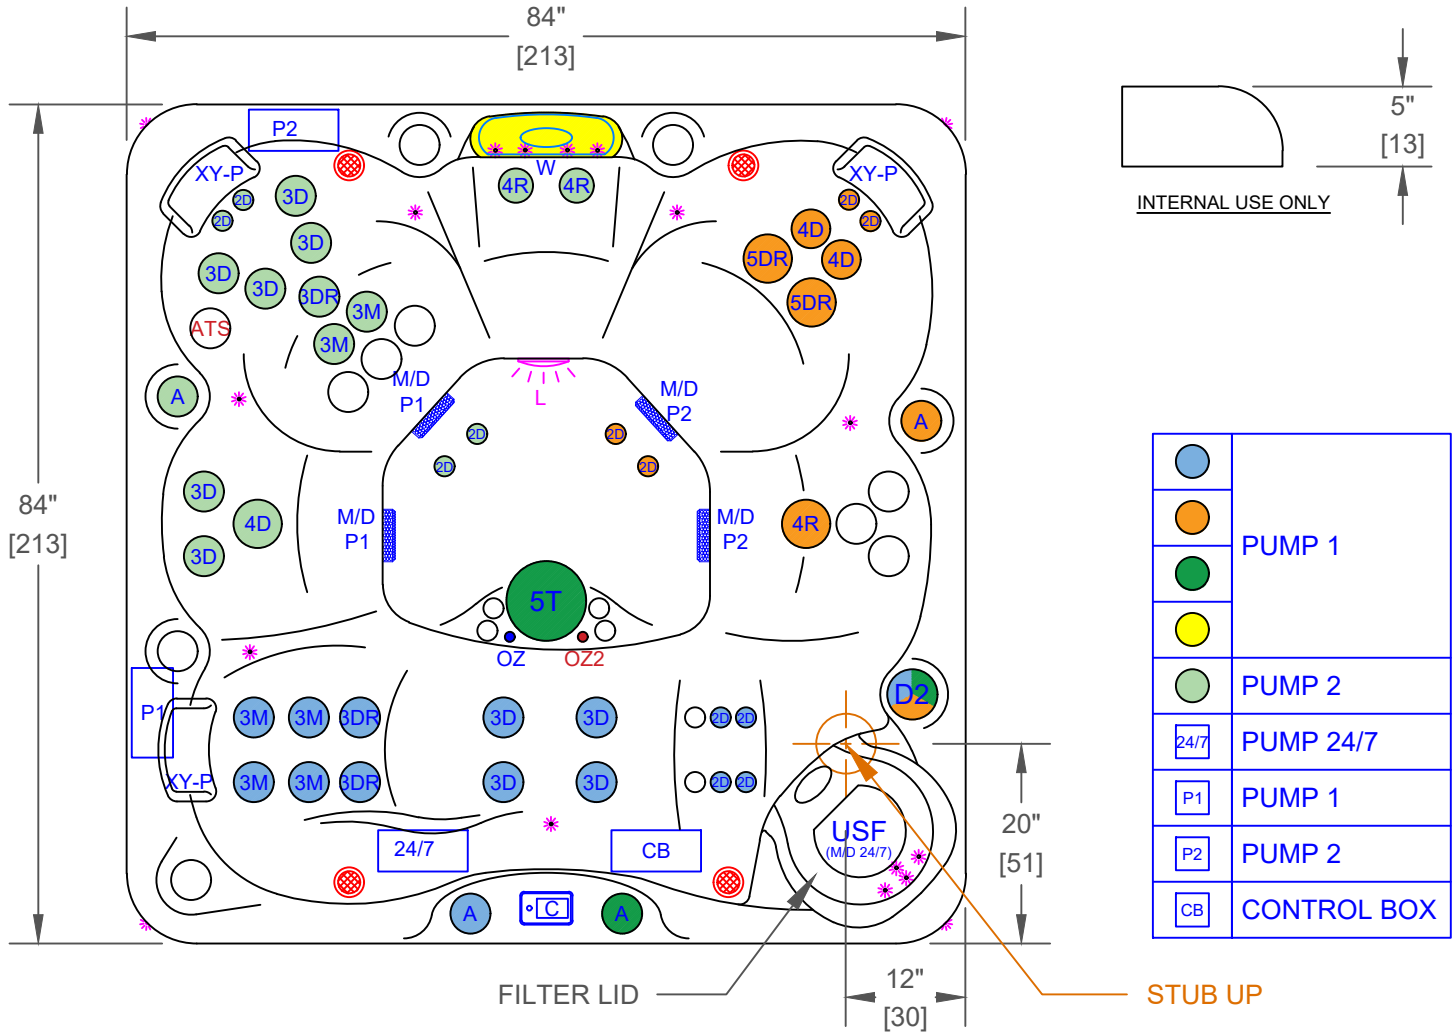 84"
[213]
5"
[13]
INTERNAL USE ONLY
P2
W
XY-P
XY-P
4R
4R
2D
2D
3D
3D
3D
3D
3DR
3M
3M
ATS
2D
2D
4D
5DR
4D
5DR
A
A
M/D
P1
M/D
P2
L
2D
2D
2D
2D
84"
[213]
3D
4D
3D
M/D
P1
M/D
P2
4R
5T
OZ
OZ2
P1
XY-P
3M
3M
3DR
3D
3D
2D
2D
D2
3M
3M
3DR
3D
3D
2D
2D
24/7
CB
USF
(M/D 24/7)
A
C
A
20"
[51]
12"
[30]
FILTER LID
STUB UP
PUMP 1
PUMP 2
24/7
PUMP 24/7
P1
PUMP 1
P2
PUMP 2
CB
CONTROL BOX